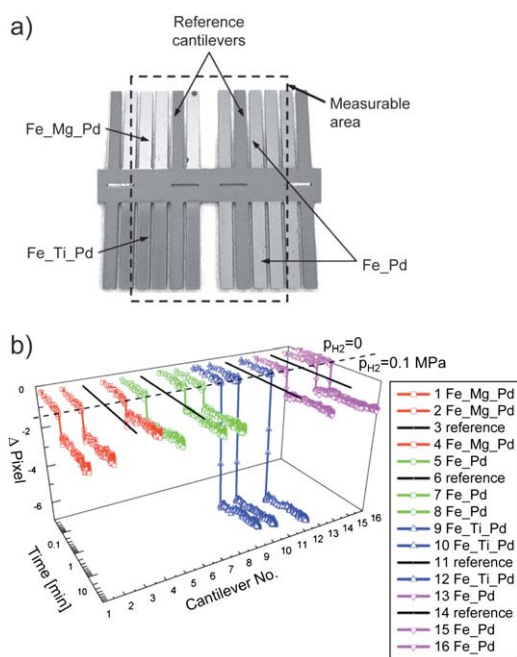 a)
Reference
cantilevers
Measurable
area
Fe_Mg_Pd
Fe_Ti_Pd
Fe_Pd
b)
pH2=0
pH2=0.1 MPa
0
-2
-4
-6
Δ Pixel
0.1
1
10
Time [min]
1 2 3 4 5 6 7 8 9 10 11 12 13 14 15 16
Cantilever No.
1 Fe_Mg_Pd
2 Fe_Mg_Pd
3 reference
4 Fe_Mg_Pd
5 Fe_Pd
6 reference
7 Fe_Pd
8 Fe_Pd
9 Fe_Ti_Pd
10 Fe_Ti_Pd
11 reference
12 Fe_Ti_Pd
13 Fe_Pd
14 reference
15 Fe_Pd
16 Fe_Pd